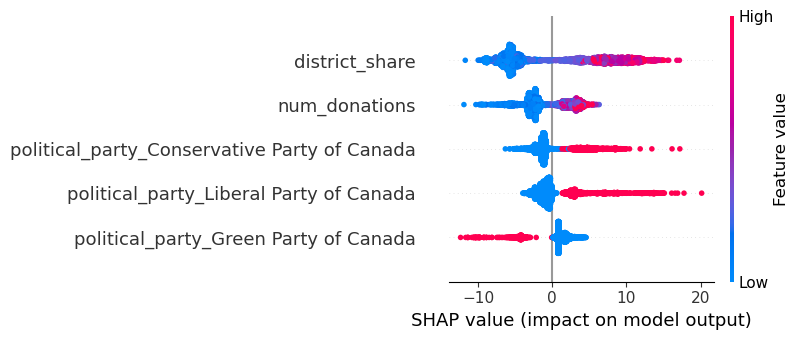 High
district_share
num_donations
political_party_Conservative Party of Canada
political_party_Liberal Party of Canada
political_party_Green Party of Canada
Feature value
Low
−10 0 10 20
SHAP value (impact on model output)